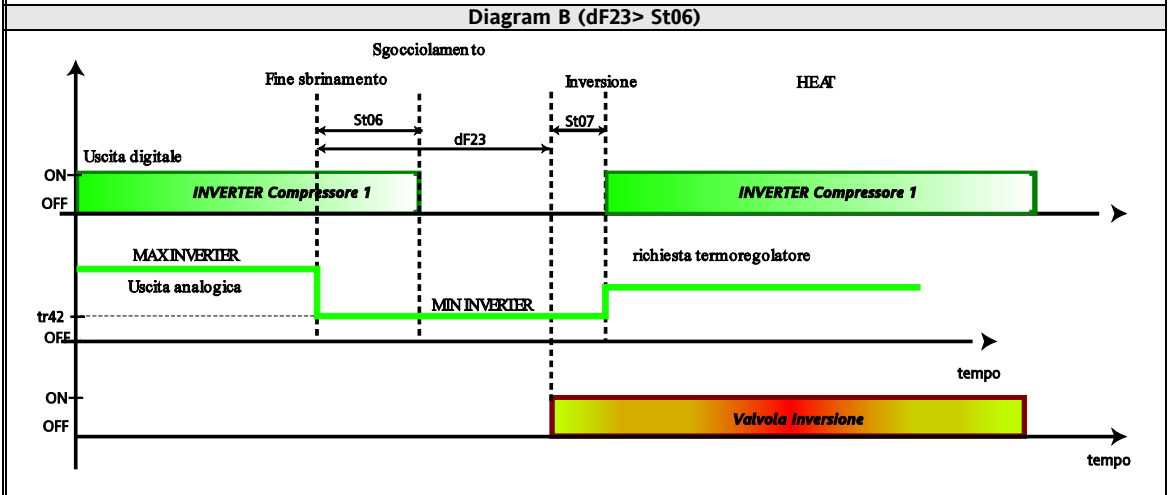 Diagram B (dF23> St06)
Sgocciolamento
Fine sbrinamento
Inversione
HEAT
St06
St07
dF23
Uscita digitale
ON
INVERTER Compressore 1
INVERTER Compressore 1
OFF
MAX INVERTER
richiesta termoregolatore
Uscita analogica
MIN INVERTER
tr42
OFF
tempo
ON
Valvola Inversione
OFF
tempo